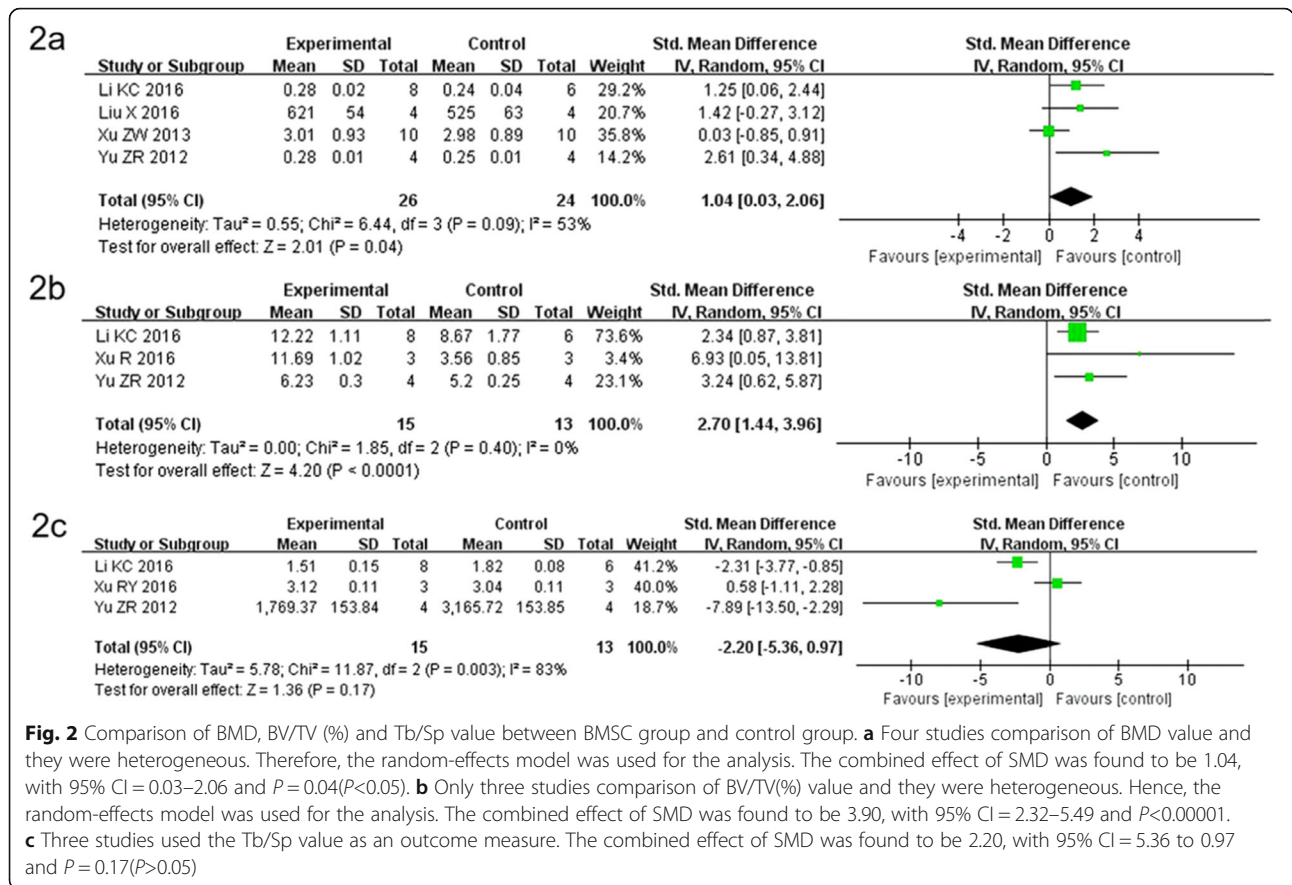 2a
Experimental Control Std. Mean Difference Std. Mean Difference
Study or Subgroup Mean SD Total Mean SD Total Weight IV, Random, 95% CI IV, Random, 95% CI
Li KC 2016 0.28 0.02 8 0.24 0.04 6 29.2% 1.25 [0.06, 2.44]
Liu X 2016 621 54 4 525 63 4 20.7% 1.42 [-0.27, 3.12]
Xu ZW 2013 3.01 0.93 10 2.98 0.89 10 35.8% 0.03 [-0.85, 0.91]
Yu ZR 2012 0.28 0.01 4 0.25 0.01 4 14.2% 2.61 [0.34, 4.88]
Total (95% CI) 26 24 100.0% 1.04 [0.03, 2.06]
Heterogeneity: Tau² = 0.55; Chi² = 6.44, df = 3 (P = 0.09); I² = 53%
Test for overall effect: Z = 2.01 (P = 0.04)
-4 -2 0 2 4
Favours [experimental] Favours [control]
2b
Experimental Control Std. Mean Difference Std. Mean Difference
Study or Subgroup Mean SD Total Mean SD Total Weight IV, Random, 95% CI IV, Random, 95% CI
Li KC 2016 12.22 1.11 8 8.67 1.77 6 73.6% 2.34 [0.87, 3.81]
Xu R 2016 11.69 1.02 3 3.56 0.85 3 3.4% 6.93 [0.05, 13.81]
Yu ZR 2012 6.23 0.3 4 5.2 0.25 4 23.1% 3.24 [0.62, 5.87]
Total (95% CI) 15 13 100.0% 2.70 [1.44, 3.96]
Heterogeneity: Tau² = 0.00; Chi² = 1.85, df = 2 (P = 0.40); I² = 0%
Test for overall effect: Z = 4.20 (P < 0.0001)
-10 -5 0 5 10
Favours [experimental] Favours [control]
2c
Experimental Control Std. Mean Difference Std. Mean Difference
Study or Subgroup Mean SD Total Mean SD Total Weight IV, Random, 95% CI IV, Random, 95% CI
Li KC 2016 1.51 0.15 8 1.82 0.08 6 41.2% -2.31 [-3.77, -0.85]
Xu RY 2016 3.12 0.11 3 3.04 0.11 3 40.0% 0.58 [-1.11, 2.28]
Yu ZR 2012 1,769.37 153.84 4 3,165.72 153.85 4 18.7% -7.89 [-13.50, -2.29]
Total (95% CI) 15 13 100.0% -2.20 [-5.36, 0.97]
Heterogeneity: Tau² = 5.78; Chi² = 11.87, df = 2 (P = 0.003); I² = 83%
Test for overall effect: Z = 1.36 (P = 0.17)
-10 -5 0 5 10
Favours [experimental] Favours [control]
Fig. 2 Comparison of BMD, BV/TV (%) and Tb/Sp value between BMSC group and control group. a Four studies comparison of BMD value and
they were heterogeneous. Therefore, the random-effects model was used for the analysis. The combined effect of SMD was found to be 1.04,
with 95% CI = 0.03–2.06 and P = 0.04(P<0.05). b Only three studies comparison of BV/TV(%) value and they were heterogeneous. Hence, the
random-effects model was used for the analysis. The combined effect of SMD was found to be 3.90, with 95% CI = 2.32–5.49 and P<0.00001.
c Three studies used the Tb/Sp value as an outcome measure. The combined effect of SMD was found to be 2.20, with 95% CI = 5.36 to 0.97
and P = 0.17(P>0.05)